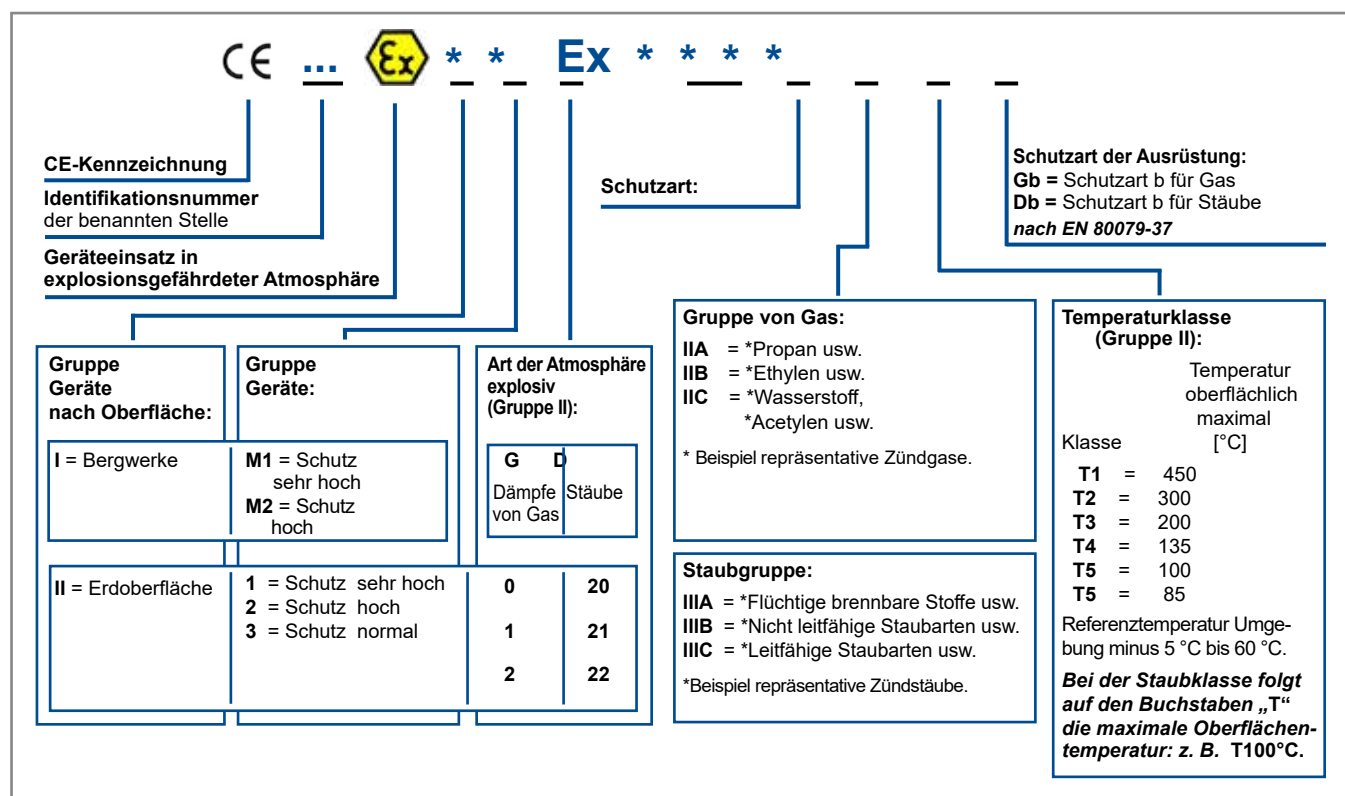 CE ... Ex * * Ex * * * *
CE-Kennzeichnung
Identifikationsnummer
der benannten Stelle
Geräteeinsatz in
explosionsgefährdeter Atmosphäre
Schutzart:
Schutzart der Ausrüstung:
Gb = Schutzart b für Gas
Db = Schutzart b für Stäube
nach EN 80079-37
Gruppe
Geräte
nach Oberfläche:
Gruppe
Geräte:
Art der Atmosphäre
explosiv
(Gruppe II):
I = Bergwerke
M1 = Schutz
sehr hoch
M2 = Schutz
hoch
G D
Dämpfe Stäube
von Gas
II = Erdoberfläche
1 = Schutz sehr hoch
2 = Schutz hoch
3 = Schutz normal
0 20
1 21
2 22
Gruppe von Gas:
IIA = *Propan usw.
IIB = *Ethylen usw.
IIC = *Wasserstoff,
*Acetylen usw.
* Beispiel repräsentative Zündgase.
Staubgruppe:
IIIA = *Flüchtige brennbare Stoffe usw.
IIIB = *Nicht leitfähige Staubarten usw.
IIIC = *Leitfähige Staubarten usw.
*Beispiel repräsentative Zündstäube.
Temperaturklasse
(Gruppe II):
Temperatur
oberflächlich
maximal
Klasse [°C]
T1 = 450
T2 = 300
T3 = 200
T4 = 135
T5 = 100
T5 = 85
Referenztemperatur Umge-
bung minus 5 °C bis 60 °C.
Bei der Staubklasse folgt
auf den Buchstaben „T“
die maximale Oberflächen-
temperatur: z. B. T100°C.